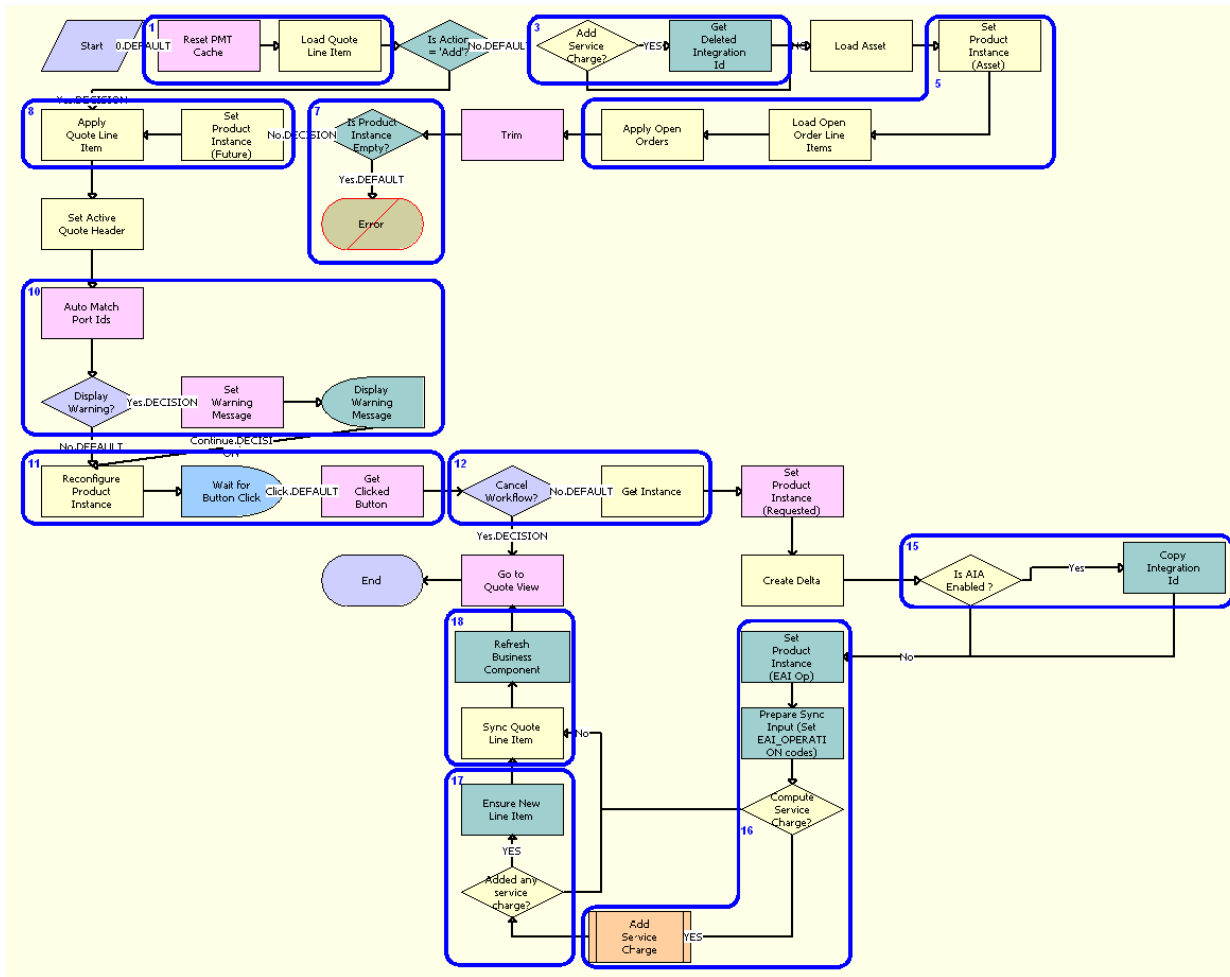 1
3
Start
0.DEFAULT
Reset PMT
Cache
Load Quote
Line Item
Is Action
= 'Add'?
No.DEFAULT
Add
Service
Charge?
YES
Get
Deleted
Integration
Id
Load Asset
Set
Product
Instance
(Asset)
5
Yes.DECISION
8
Apply
Quote Line
Item
Set
Product
Instance
(Future)
No.DECISION
7
Is Product
Instance
Empty?
Trim
Apply Open
Orders
Load Open
Order Line
Items
Yes.DEFAULT
Error
Set Active
Quote Header
10
Auto Match
Port Ids
Display
Warning?
Yes.DECISION
Set
Warning
Message
Display
Warning
Message
No.DEFAULT
Continue.DECISI
ON
11
Reconfigure
Product
Instance
Wait for
Button Click
Click.DEFAULT
Get
Clicked
Button
12
Cancel
Workflow?
No.DEFAULT
Get Instance
Set
Product
Instance
(Requested)
Yes.DECISION
End
Go to
Quote View
Create Delta
15
Is AIA
Enabled ?
Yes
Copy
Integration
Id
18
Refresh
Business
Component
Set
Product
Instance
(EAI Op)
No
Sync Quote
Line Item
No
Prepare Sync
Input (Set
EAI_OPERATI
ON codes)
17
Ensure New
Line Item
Compute
Service
Charge?
16
YES
Added any
service
charge?
Add
Service
Charge
YES